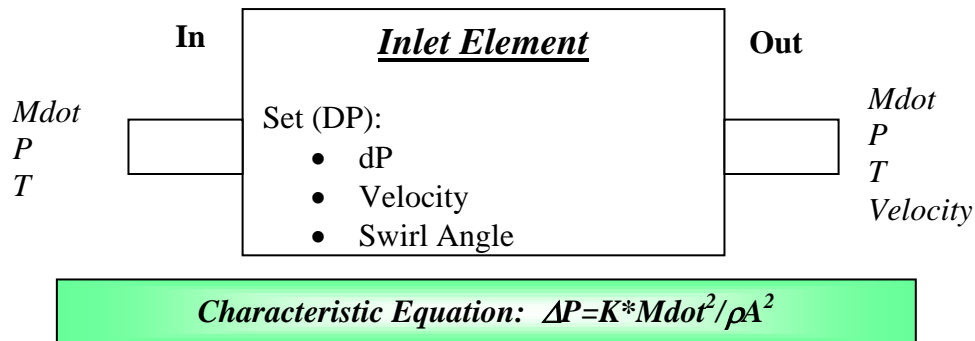 In
Inlet Element
Out
Mdot
P
T
Set (DP):
• dP
• Velocity
• Swirl Angle
Mdot
P
T
Velocity
Characteristic Equation: ΔP=K*Mdot²/ρA²